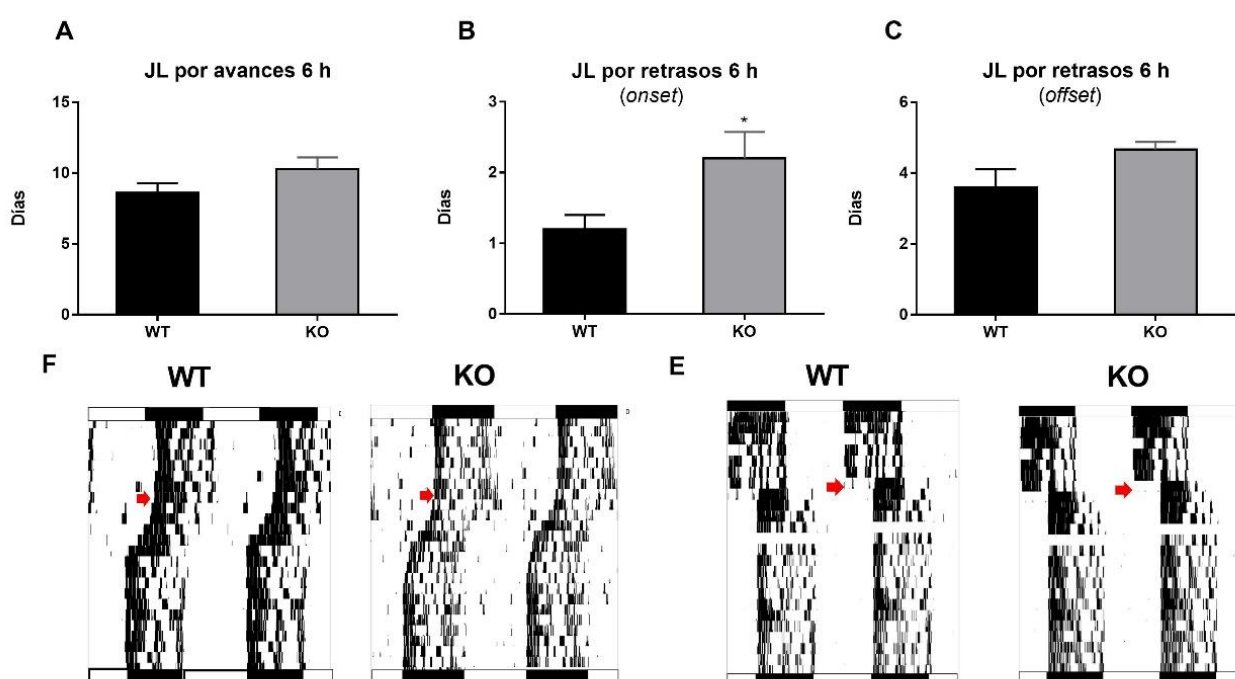 A
JL por avances 6 h
Días
15
10
5
0
WT
KO
B
JL por retrasos 6 h
(onset)
Días
3
2
1
0
*
WT
KO
C
JL por retrasos 6 h
(offset)
Días
6
4
2
0
WT
KO
F
WT
KO
E
WT
KO